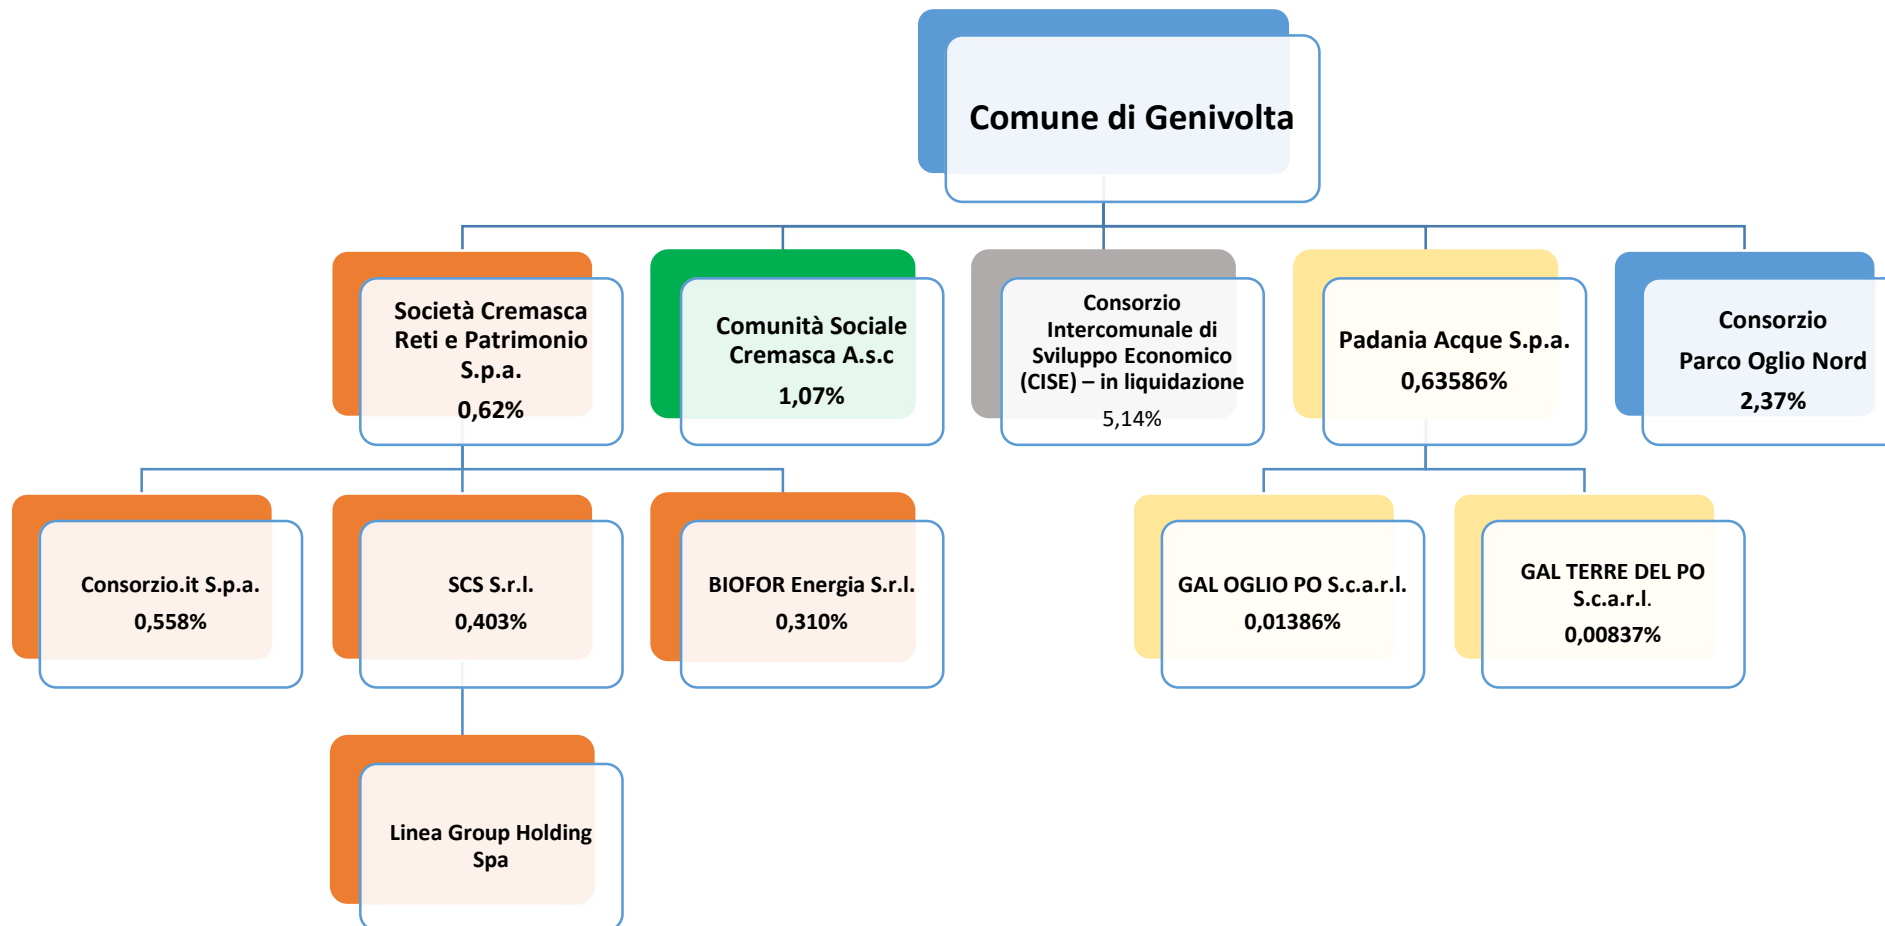 Comune di Genivolta
Società Cremasca
Reti e Patrimonio
S.p.a.
0,62%
Comunità Sociale
Cremasca A.s.c
1,07%
Consorzio
Intercomunale di
Sviluppo Economico
(CISE) – in liquidazione
5,14%
Padania Acque S.p.a.
0,63586%
Consorzio
Parco Oglio Nord
2,37%
Consorzio.it S.p.a.
0,558%
SCS S.r.l.
0,403%
BIOFOR Energia S.r.l.
0,310%
GAL OGLIO PO S.c.a.r.l.
0,01386%
GAL TERRE DEL PO
S.c.a.r.l.
0,00837%
Linea Group Holding
Spa